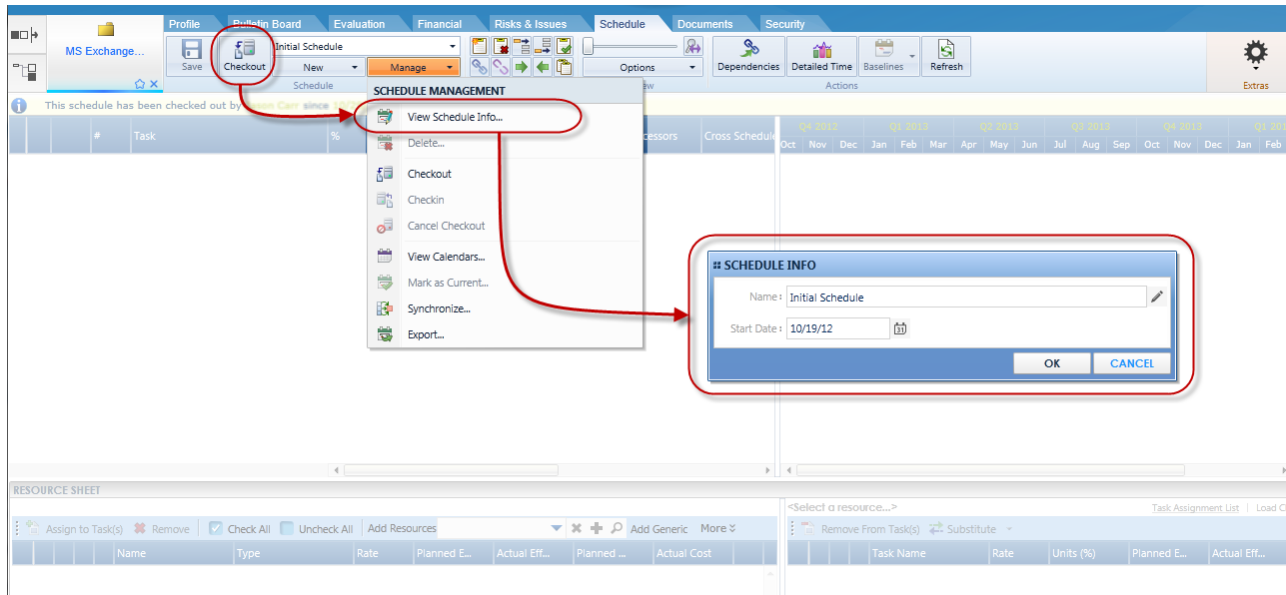 Profile Bulletin Board Evaluation Financial Risks & Issues Schedule Documents Security
MS Exchange...
Save Checkout Initial Schedule
New Manage Options Dependencies Detailed Time Baselines Refresh Extras
Schedule Actions
This schedule has been checked out by
SCHEDULE MANAGEMENT
View Schedule Info...
Delete...
Checkout
Checkin
Cancel Checkout
View Calendars...
Mark as Current...
Synchronize...
Export...
# Task % Cross Schedule
Q4 2012 Q1 2013 Q2 2013 Q3 2013 Q4 2013
Oct Nov Dec Jan Feb Mar Apr May Jun Jul Aug Sep Oct Nov Dec Jan Feb
SCHEDULE INFO
Name: Initial Schedule
Start Date: 10/19/12
31
OK CANCEL
RESOURCE SHEET
Assign to Task(s) Remove Check All Uncheck All Add Resources Add Generic More
Name Type Rate Planned E... Actual Eff... Planned ... Actual Cost
<Select a resource...> Task Assignment List
Remove From Task(s) Substitute
Task Name Rate Units (%) Planned E... Actual Eff...